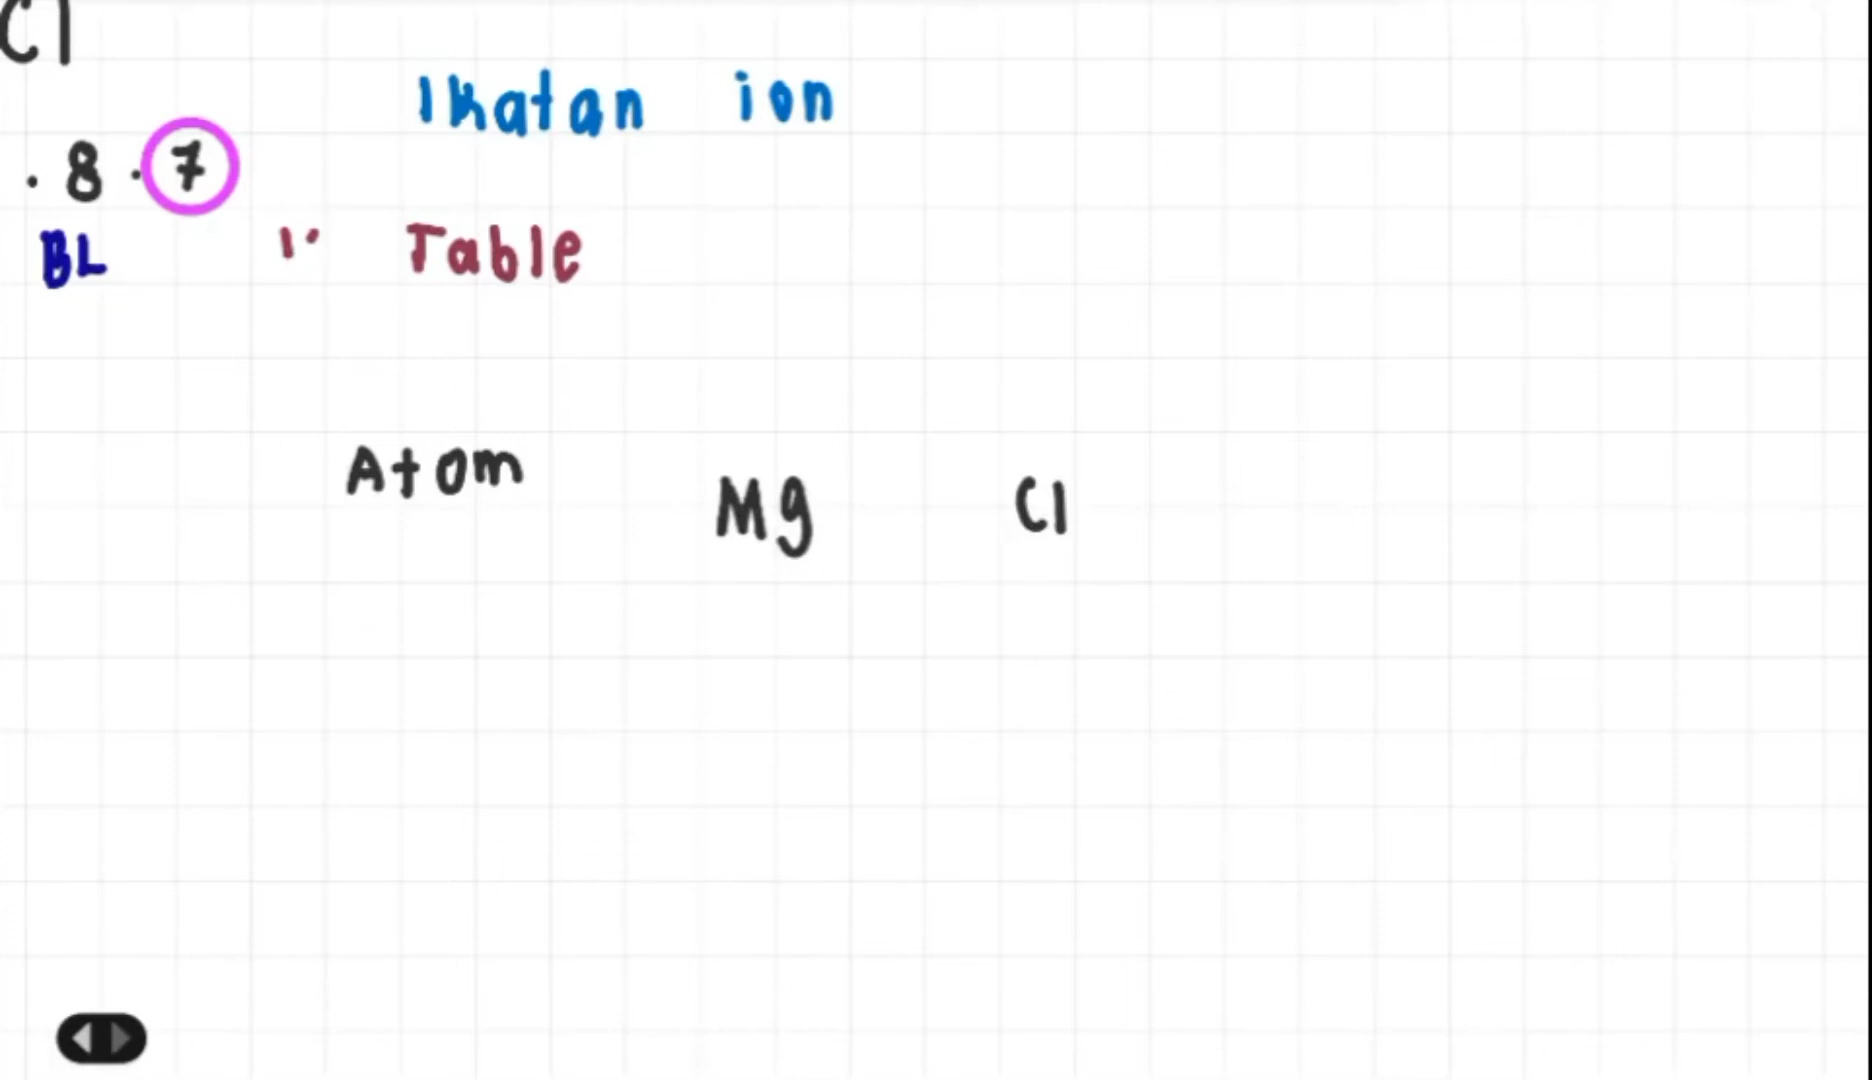 Cl
Ikatan ion
. 8 . 7
BL 1. Table
Atom Mg Cl